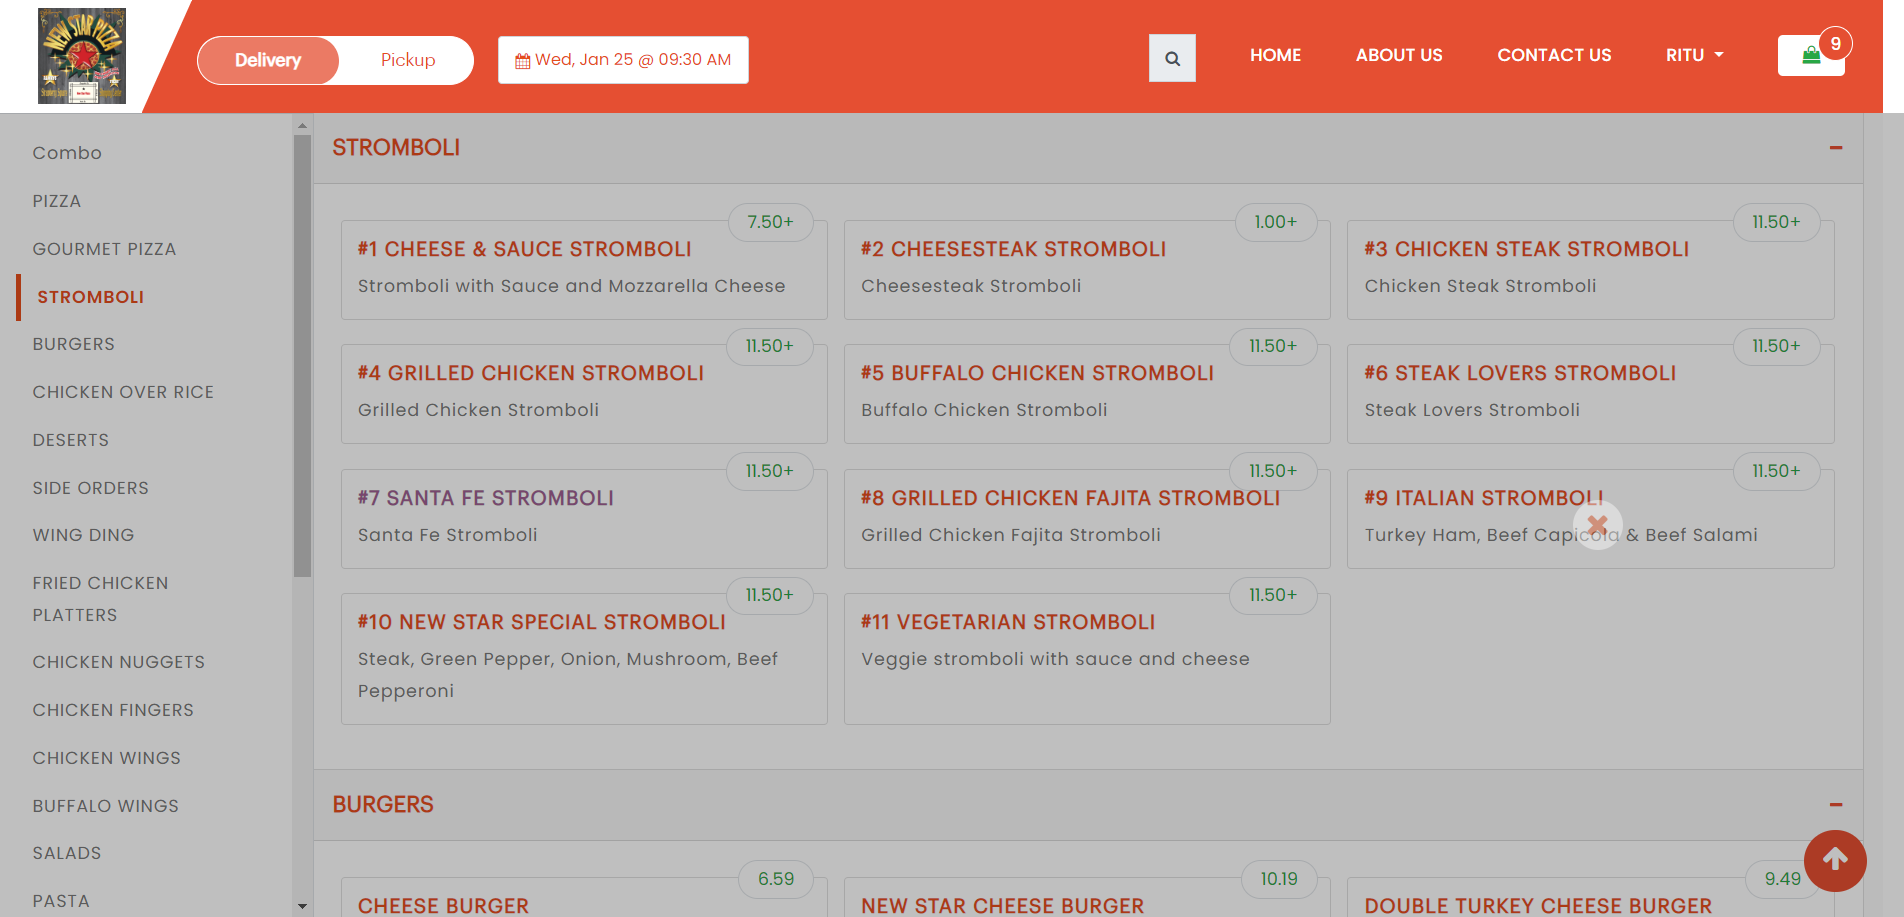 NEW STAR PIZZA
Delivery
Pickup
Wed, Jan 25 @ 09:30 AM
HOME
ABOUT US
CONTACT US
RITU
9
Combo
PIZZA
GOURMET PIZZA
STROMBOLI
BURGERS
CHICKEN OVER RICE
DESERTS
SIDE ORDERS
WING DING
FRIED CHICKEN
PLATTERS
CHICKEN NUGGETS
CHICKEN FINGERS
CHICKEN WINGS
BUFFALO WINGS
SALADS
PASTA
STROMBOLI
7.50+
#1 CHEESE & SAUCE STROMBOLI
Stromboli with Sauce and Mozzarella Cheese
1.00+
#2 CHEESESTEAK STROMBOLI
Cheesesteak Stromboli
11.50+
#3 CHICKEN STEAK STROMBOLI
Chicken Steak Stromboli
11.50+
#4 GRILLED CHICKEN STROMBOLI
Grilled Chicken Stromboli
11.50+
#5 BUFFALO CHICKEN STROMBOLI
Buffalo Chicken Stromboli
11.50+
#6 STEAK LOVERS STROMBOLI
Steak Lovers Stromboli
11.50+
#7 SANTA FE STROMBOLI
Santa Fe Stromboli
11.50+
#8 GRILLED CHICKEN FAJITA STROMBOLI
Grilled Chicken Fajita Stromboli
11.50+
#9 ITALIAN STROMBOLI
Turkey Ham, Beef Capicola & Beef Salami
11.50+
#10 NEW STAR SPECIAL STROMBOLI
Steak, Green Pepper, Onion, Mushroom, Beef
Pepperoni
11.50+
#11 VEGETARIAN STROMBOLI
Veggie stromboli with sauce and cheese
BURGERS
6.59
CHEESE BURGER
10.19
NEW STAR CHEESE BURGER
9.49
DOUBLE TURKEY CHEESE BURGER